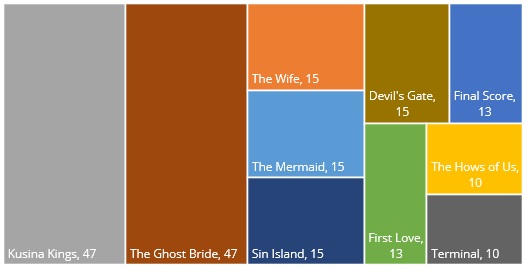 Kusina Kings, 47
The Ghost Bride, 47
The Wife, 15
The Mermaid, 15
Sin Island, 15
Devil's Gate,
15
Final Score,
13
First Love,
13
The Hows of Us,
10
Terminal, 10